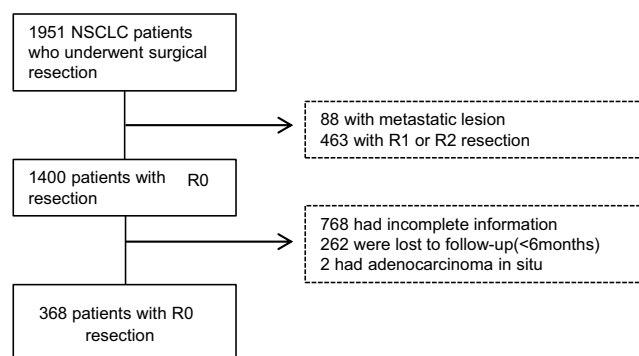 1951 NSCLC patients
who underwent surgical
resection
88 with metastatic lesion
463 with R1 or R2 resection
1400 patients with R0
resection
768 had incomplete information
262 were lost to follow-up(<6months)
2 had adenocarcinoma in situ
368 patients with R0
resection